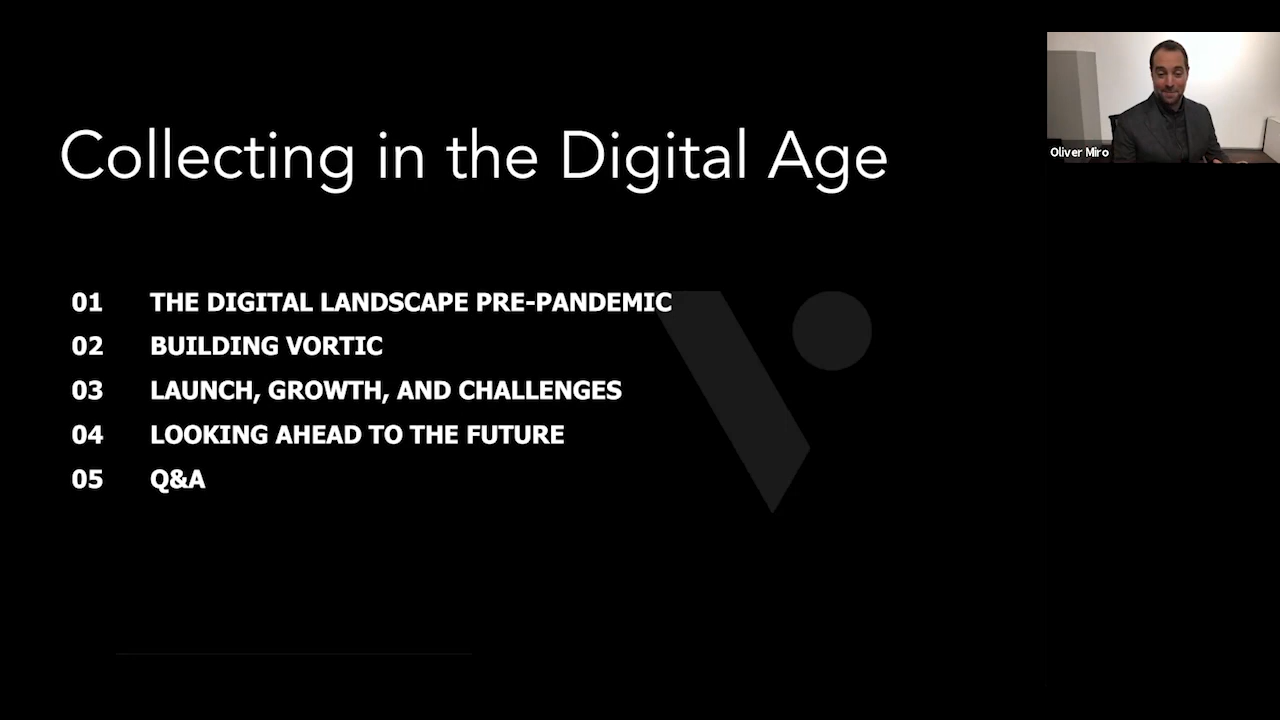 Collecting in the Digital Age
01 THE DIGITAL LANDSCAPE PRE-PANDEMIC
02 BUILDING VORTIC
03 LAUNCH, GROWTH, AND CHALLENGES
04 LOOKING AHEAD TO THE FUTURE
05 Q&A
Oliver Miro